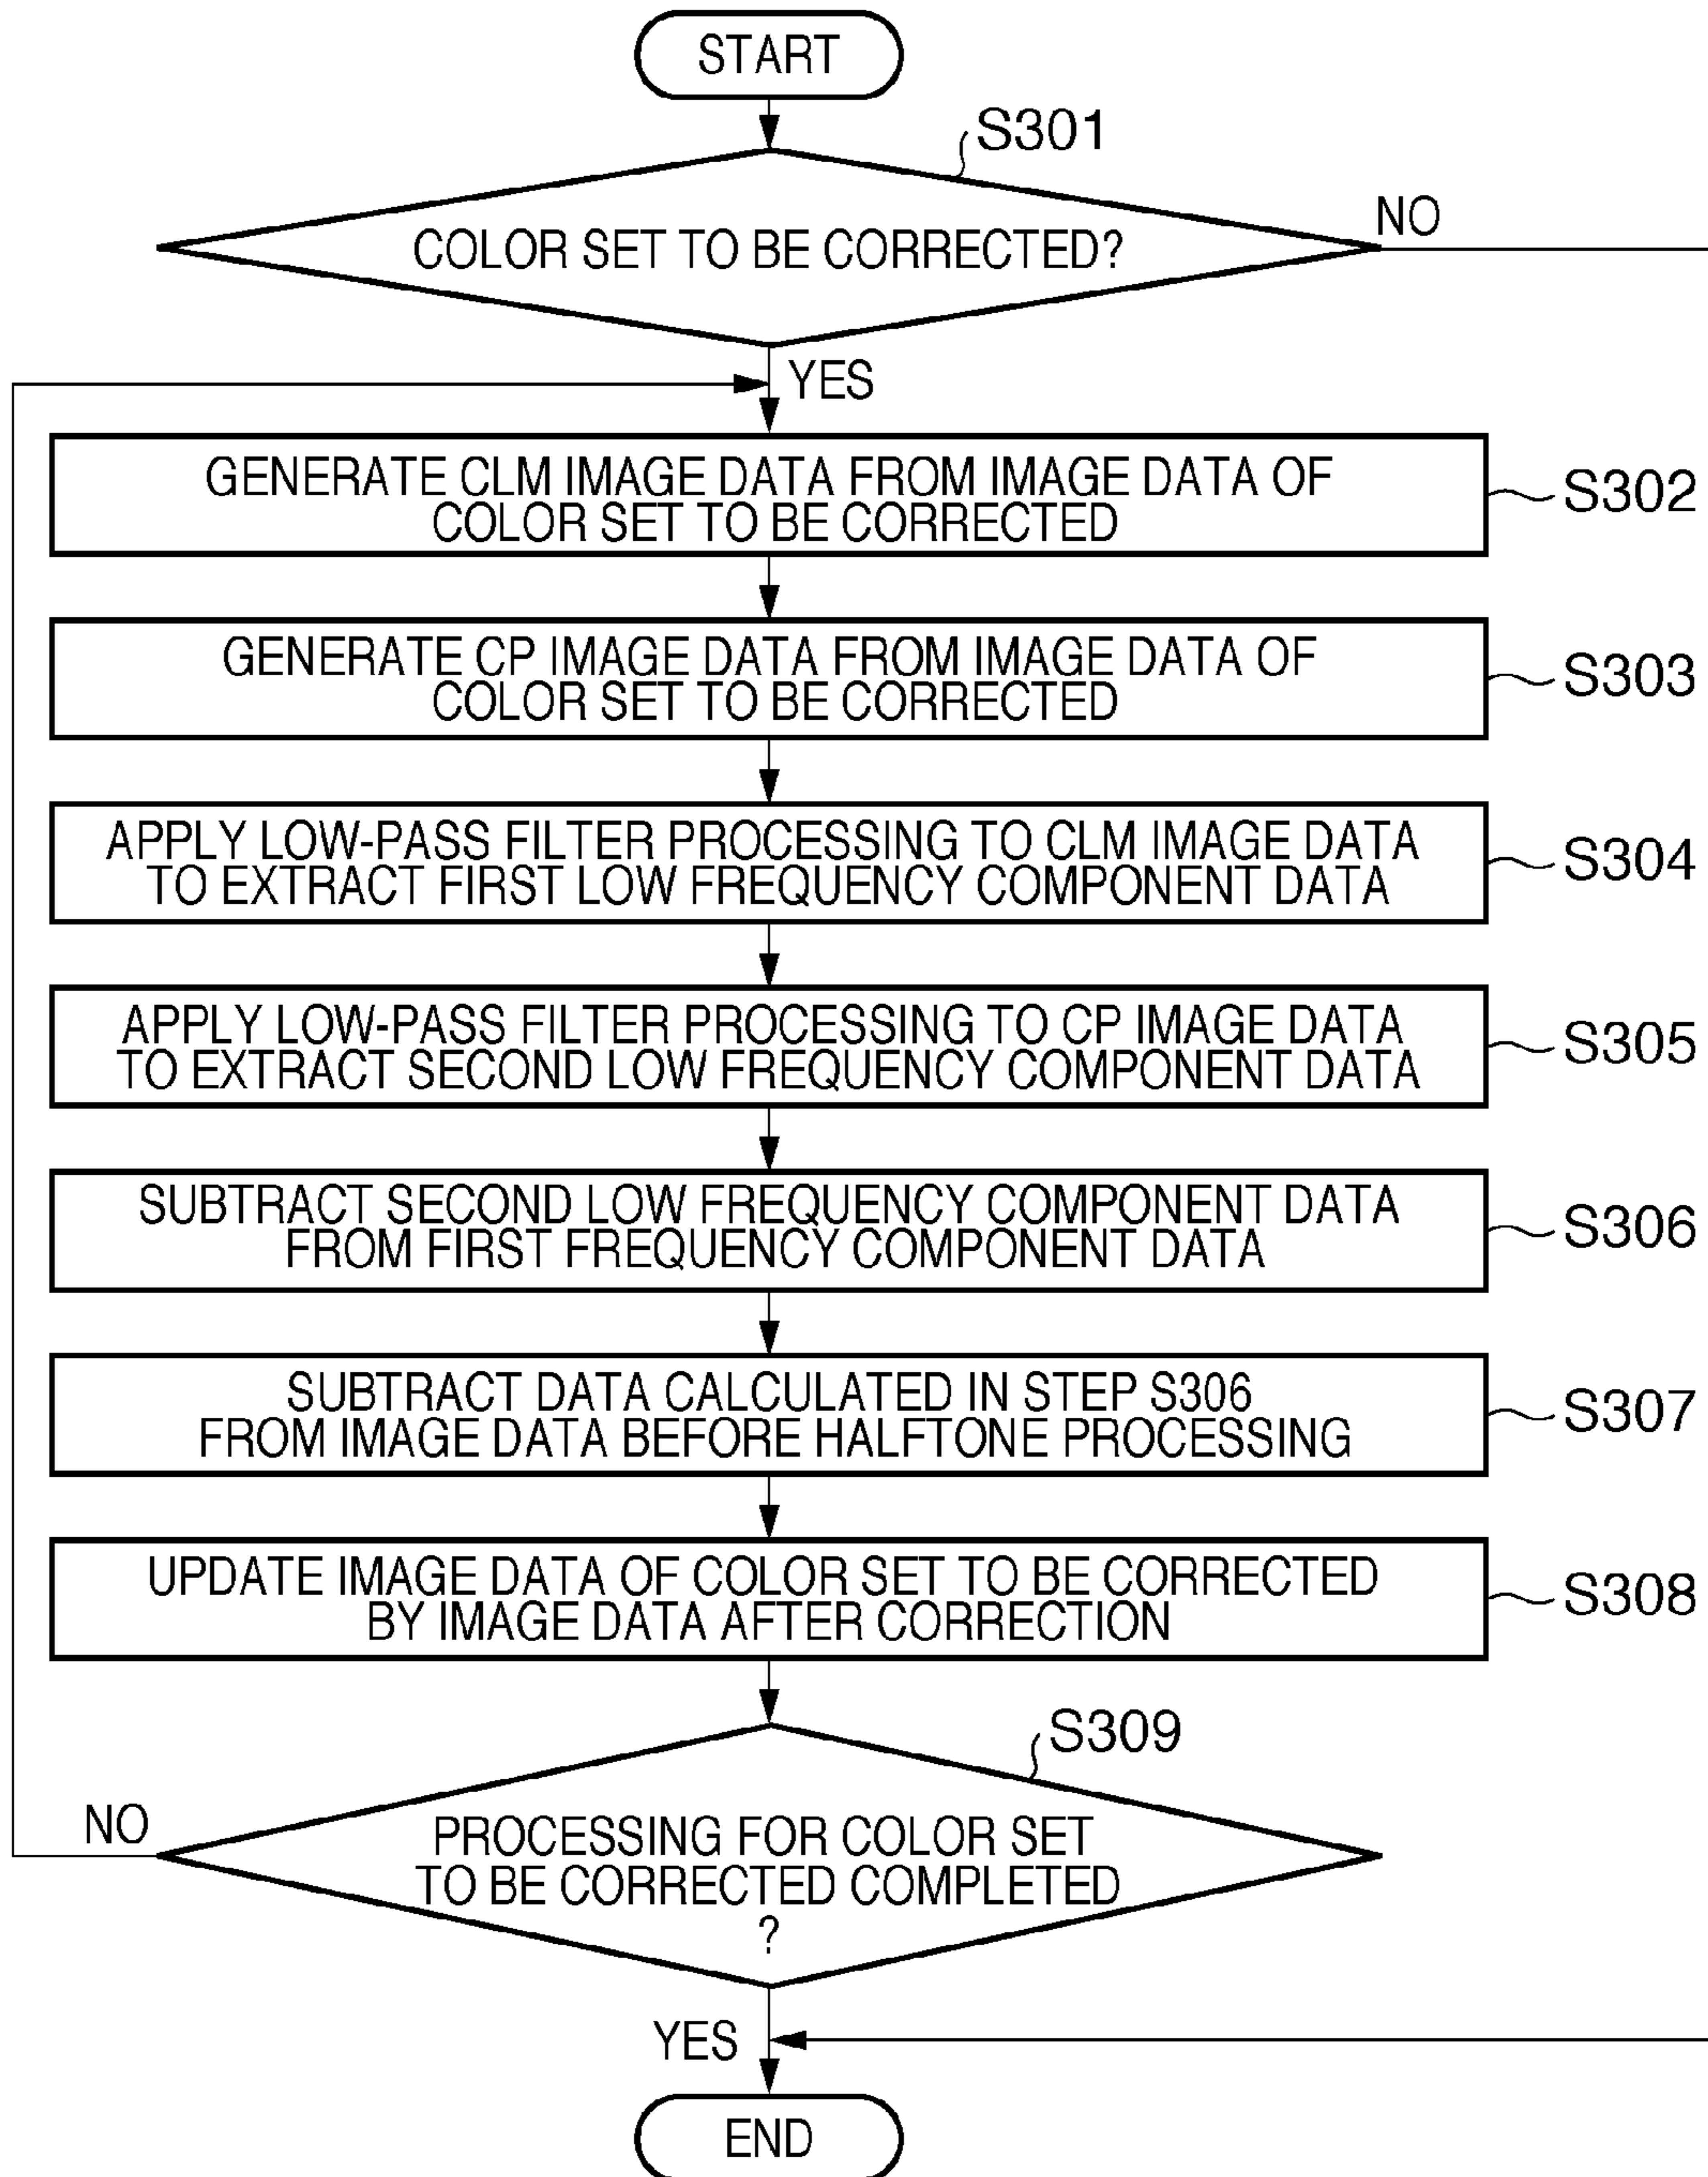 START
S301
COLOR SET TO BE CORRECTED?
NO
YES
GENERATE CLM IMAGE DATA FROM IMAGE DATA OF
COLOR SET TO BE CORRECTED
S302
GENERATE CP IMAGE DATA FROM IMAGE DATA OF
COLOR SET TO BE CORRECTED
S303
APPLY LOW-PASS FILTER PROCESSING TO CLM IMAGE DATA
TO EXTRACT FIRST LOW FREQUENCY COMPONENT DATA
S304
APPLY LOW-PASS FILTER PROCESSING TO CP IMAGE DATA
TO EXTRACT SECOND LOW FREQUENCY COMPONENT DATA
S305
SUBTRACT SECOND LOW FREQUENCY COMPONENT DATA
FROM FIRST FREQUENCY COMPONENT DATA
S306
SUBTRACT DATA CALCULATED IN STEP S306
FROM IMAGE DATA BEFORE HALFTONE PROCESSING
S307
UPDATE IMAGE DATA OF COLOR SET TO BE CORRECTED
BY IMAGE DATA AFTER CORRECTION
S308
S309
NO
PROCESSING FOR COLOR SET
TO BE CORRECTED COMPLETED
?
YES
END